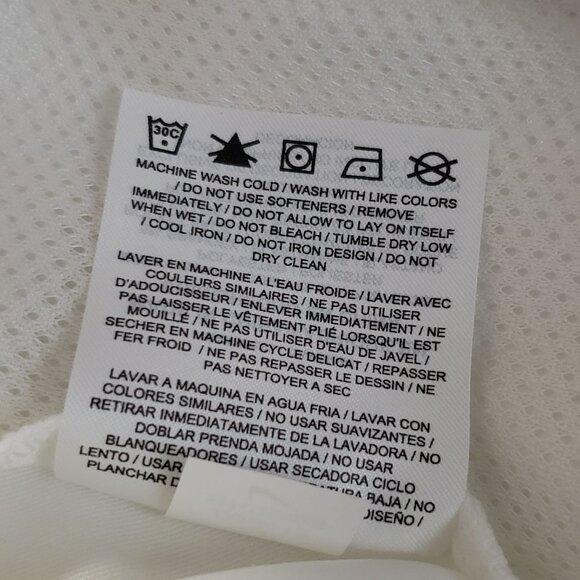 30C
MACHINE WASH COLD / WASH WITH LIKE COLORS
/ DO NOT USE SOFTENERS / REMOVE
IMMEDIATELY / DO NOT ALLOW TO LAY ON ITSELF
WHEN WET / DO NOT BLEACH / TUMBLE DRY LOW
/ COOL IRON / DO NOT IRON DESIGN / DO NOT
DRY CLEAN
LAVER EN MACHINE A L'EAU FROIDE / LAVER AVEC
COULEURS SIMILAIRES / NE PAS UTILISER
D'ADOUCISSEUR / ENLEVER IMMEDIATEMENT / NE
PAS LAISSER LE VÊTEMENT PLIÉ LORSQU'IL EST
MOUILLÉ / NE PAS UTILISER D'EAU DE JAVEL /
SECHER EN MACHINE CYCLE DELICAT / REPASSER
FER FROID / NE PAS REPASSER LE DESSIN / NE
PAS NETTOYER A SEC
LAVAR A MAQUINA EN AGUA FRIA / LAVAR CON
COLORES SIMILARES / NO USAR SUAVIZANTES /
RETIRAR IMMEDIATAMENTE DE LA LAVADORA / NO
DOBLAR PRENDA MOJADA / NO USAR
BLANQUEADORES / USAR SECADORA CICLO
LENTO / USAR BAJA / NO
PLANCHAR DISEÑO /